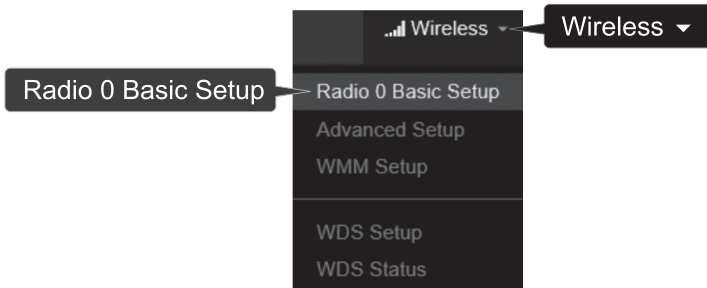 Wireless
Wireless
Radio 0 Basic Setup
Radio 0 Basic Setup
Advanced Setup
WMM Setup
WDS Setup
WDS Status